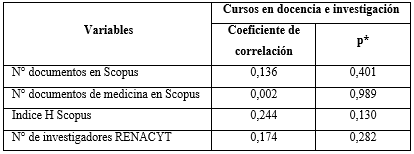 Variables
Cursos en docencia e investigación
Coeficiente de
correlación
p*
N° documentos en Scopus 0,136 0,401
N° documentos de medicina en Scopus 0,002 0,989
Indice H Scopus 0,244 0,130
N° de investigadores RENACYT 0,174 0,282